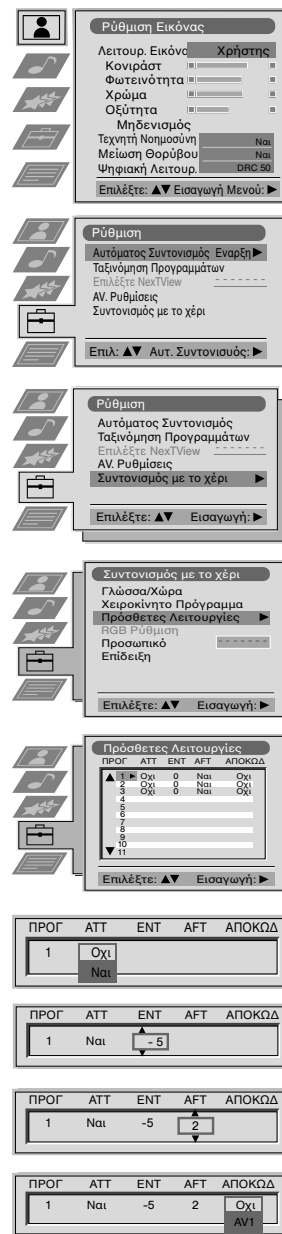 Ρύθμιση Εικόνας
Λειτουρ. Εικόνα Χρήστης
Κονιράστ
Φωτεινότητα
Χρώμα
Οξύτητα
Μηδενισμός
Τεχνητή Νοημοσύνη Ναι
Μείωση Θορύβου Ναι
Ψηφιακή Λειτουρ. DRC 50
Επιλέξτε: ▲▼ Εισαγωγή Μενού: ▶
Ρύθμιση
Αυτόματος Συντονισμός Εναρξη ▶
Ταξινόμηση Προγραμμάτων
Επιλέξτε NexTView - - - - - - -
AV. Ρυθμίσεις
Συντονισμός με το χέρι
Επιλ: ▲▼ Αυτ. Συντονισυός: ▶
Ρύθμιση
Αυτόματος Συντονισμός
Ταξινόμηση Προγραμμάτων
Επιλέξτε NexTView - - - - - - -
AV. Ρυθμίσεις
Συντονισμός με το χέρι ▶
Επιλέξτε: ▲▼ Εισαγωγή: ▶
Συντονισμός με το χέρι
Γλώσσα/Χώρα
Χειροκίνητο Πρόγραμμα
Πρόσθετες Λειτουργίες ▶
RGB Ρύθμιση
Προσωπικό - - - - - - -
Επίδειξη
Επιλέξτε: ▲▼ Εισαγωγή: ▶
Πρόσθετες Λειτουργίες
ΠΡΟΓ ΑΤΤ ΕΝΤ AFT ΑΠΟΚΩΔ
▲ 1 ▶ Οχι 0 Ναι Οχι
2 Οχι 0 Ναι Οχι
3 Οχι 0 Ναι Οχι
4
5
6
7
8
9
10
▼ 11
Επιλέξτε: ▲▼ Εισαγωγή: ▶
ΠΡΟΓ ΑΤΤ ΕΝΤ AFT ΑΠΟΚΩΔ
1 Οχι
Ναι
ΠΡΟΓ ΑΤΤ ΕΝΤ AFT ΑΠΟΚΩΔ
1 Ναι - 5
ΠΡΟΓ ΑΤΤ ΕΝΤ AFT ΑΠΟΚΩΔ
1 Ναι -5 2
ΠΡΟΓ ΑΤΤ ΕΝΤ AFT ΑΠΟΚΩΔ
1 Ναι -5 2 Οχι
AV1